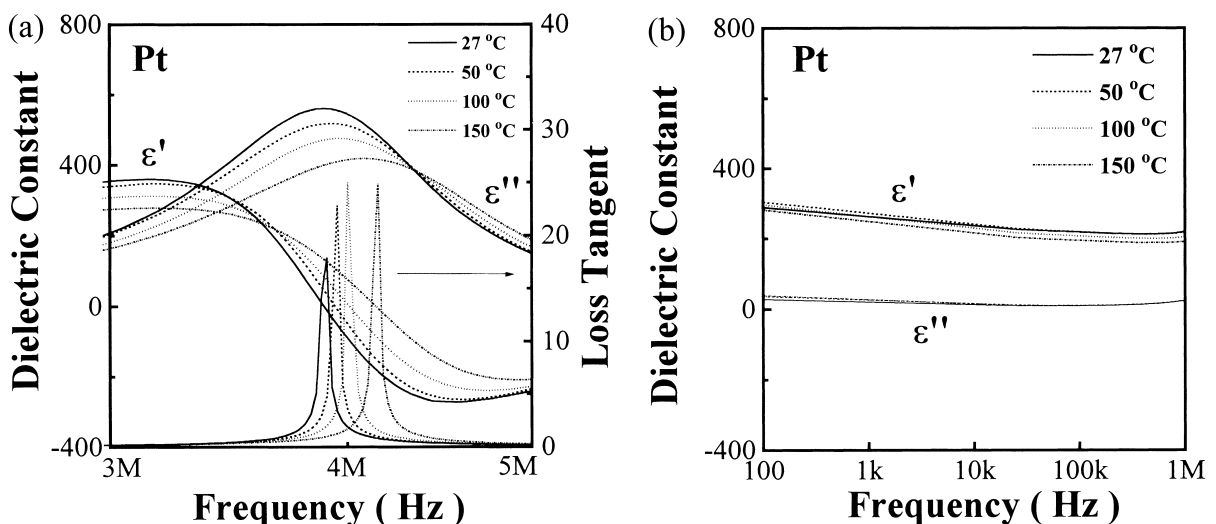 (a)
Pt
27 °C
50 °C
100 °C
150 °C
ε'
ε''
800
400
0
-400
40
30
20
10
0
3M 4M 5M
Dielectric Constant
Loss Tangent
Frequency ( Hz )
(b)
Pt
27 °C
50 °C
100 °C
150 °C
ε'
ε''
800
400
0
-400
100 1k 10k 100k 1M
Dielectric Constant
Frequency ( Hz )